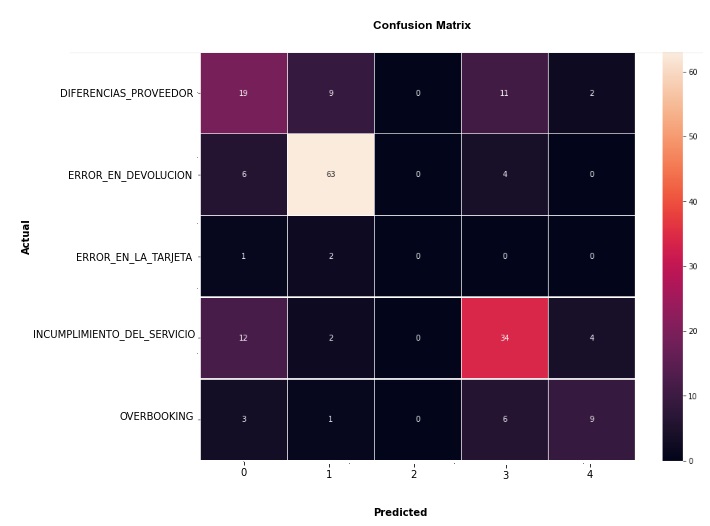 Confusion Matrix
DIFERENCIAS_PROVEEDOR 19 9 0 11 2
ERROR_EN_DEVOLUCION 6 63 0 4 0
ERROR_EN_LA_TARJETA 1 2 0 0 0
INCUMPLIMIENTO_DEL_SERVICIO 12 2 0 34 4
OVERBOOKING 3 1 0 6 9
0 1 2 3 4
Actual
Predicted
60
50
40
30
20
10
0